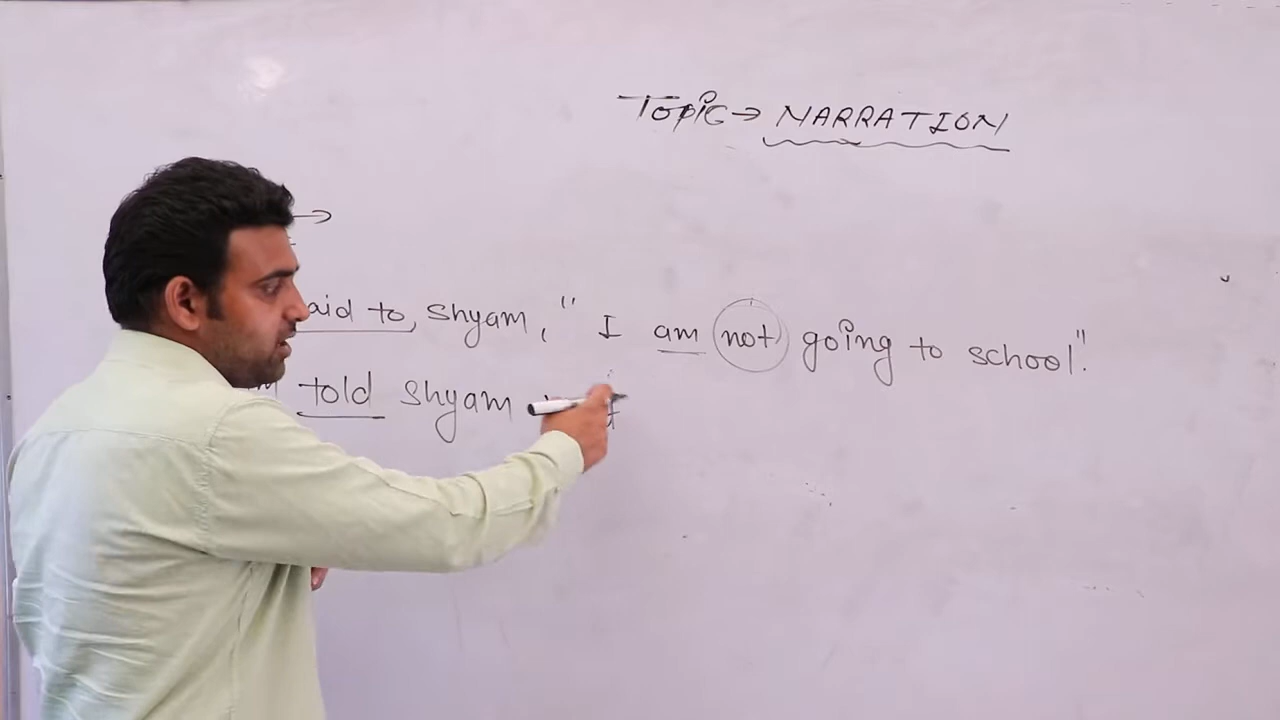 Topic → NARRATION
→
aid to, Shyam, " I am not going to school".
told Shyam